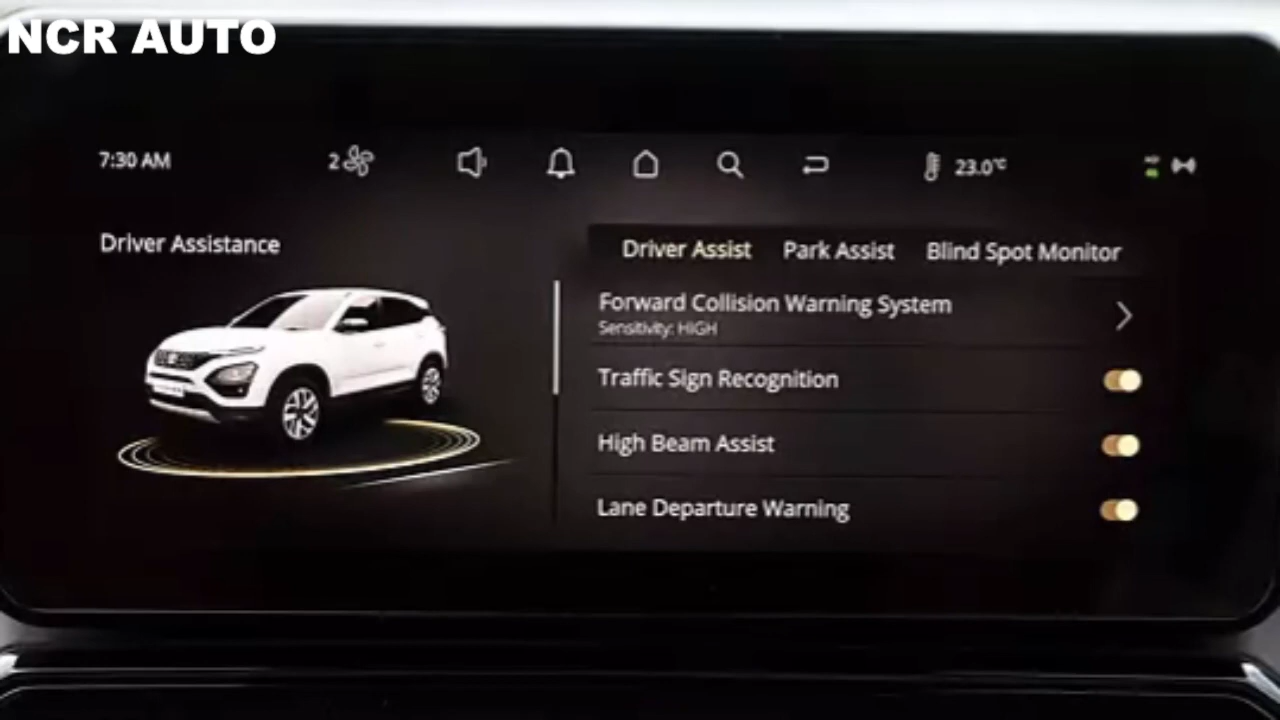 NCR AUTO
7:30 AM
2
23.0°C
Driver Assistance
Driver Assist
Park Assist
Blind Spot Monitor
Forward Collision Warning System
Sensitivity: HIGH
Traffic Sign Recognition
High Beam Assist
Lane Departure Warning